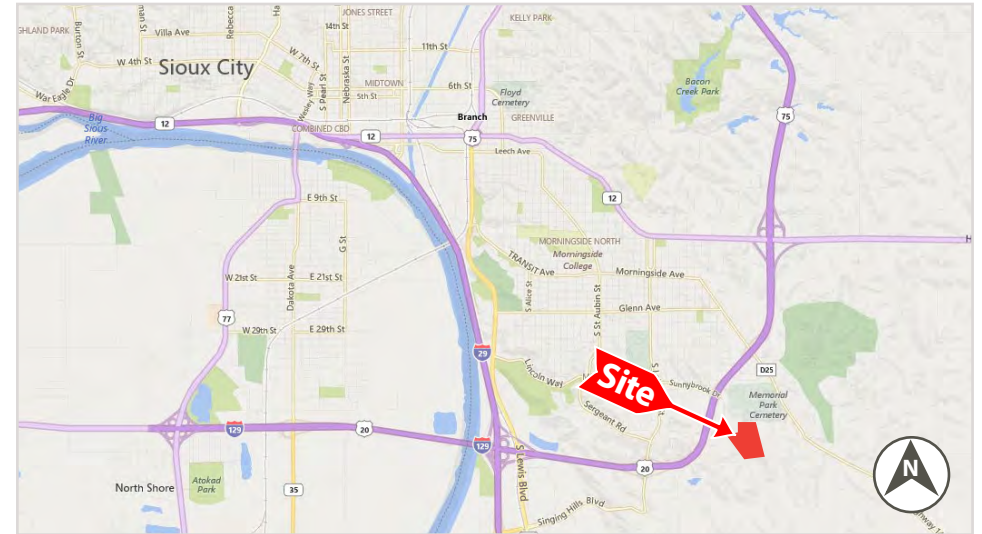 JONES STREET
KELLY PARK
14th St
Villa Ave
Rebecca
Burton St
W 7th St
11th St
W 4th St
Sioux City
Nebraska St
S Pearl St
Wesley Way
MIDTOWN
5th St
6th St
Floyd
Cemetery
Bacon
Creek Park
War Eagle Dr
Big
Sioux
River
12
COMBINED CBD
12
Branch
GREENVILLE
75
75
Leech Ave
E 9th St
12
G St
MORNINGSIDE NORTH
Morningside
College
TRANSIT Ave
Morningside Ave
W 21st St
E 21st St
Dakota Ave
S Alice St
S St Aubin St
Glenn Ave
77
W 29th St
E 29th St
29
Lincoln Way
Site
Sunnybrook Dr
D25
Memorial
Park
Cemetery
Sergeant Rd
129
20
129
20
S Lewis Blvd
North Shore
Atokad
Park
35
Singing Hills Blvd
N